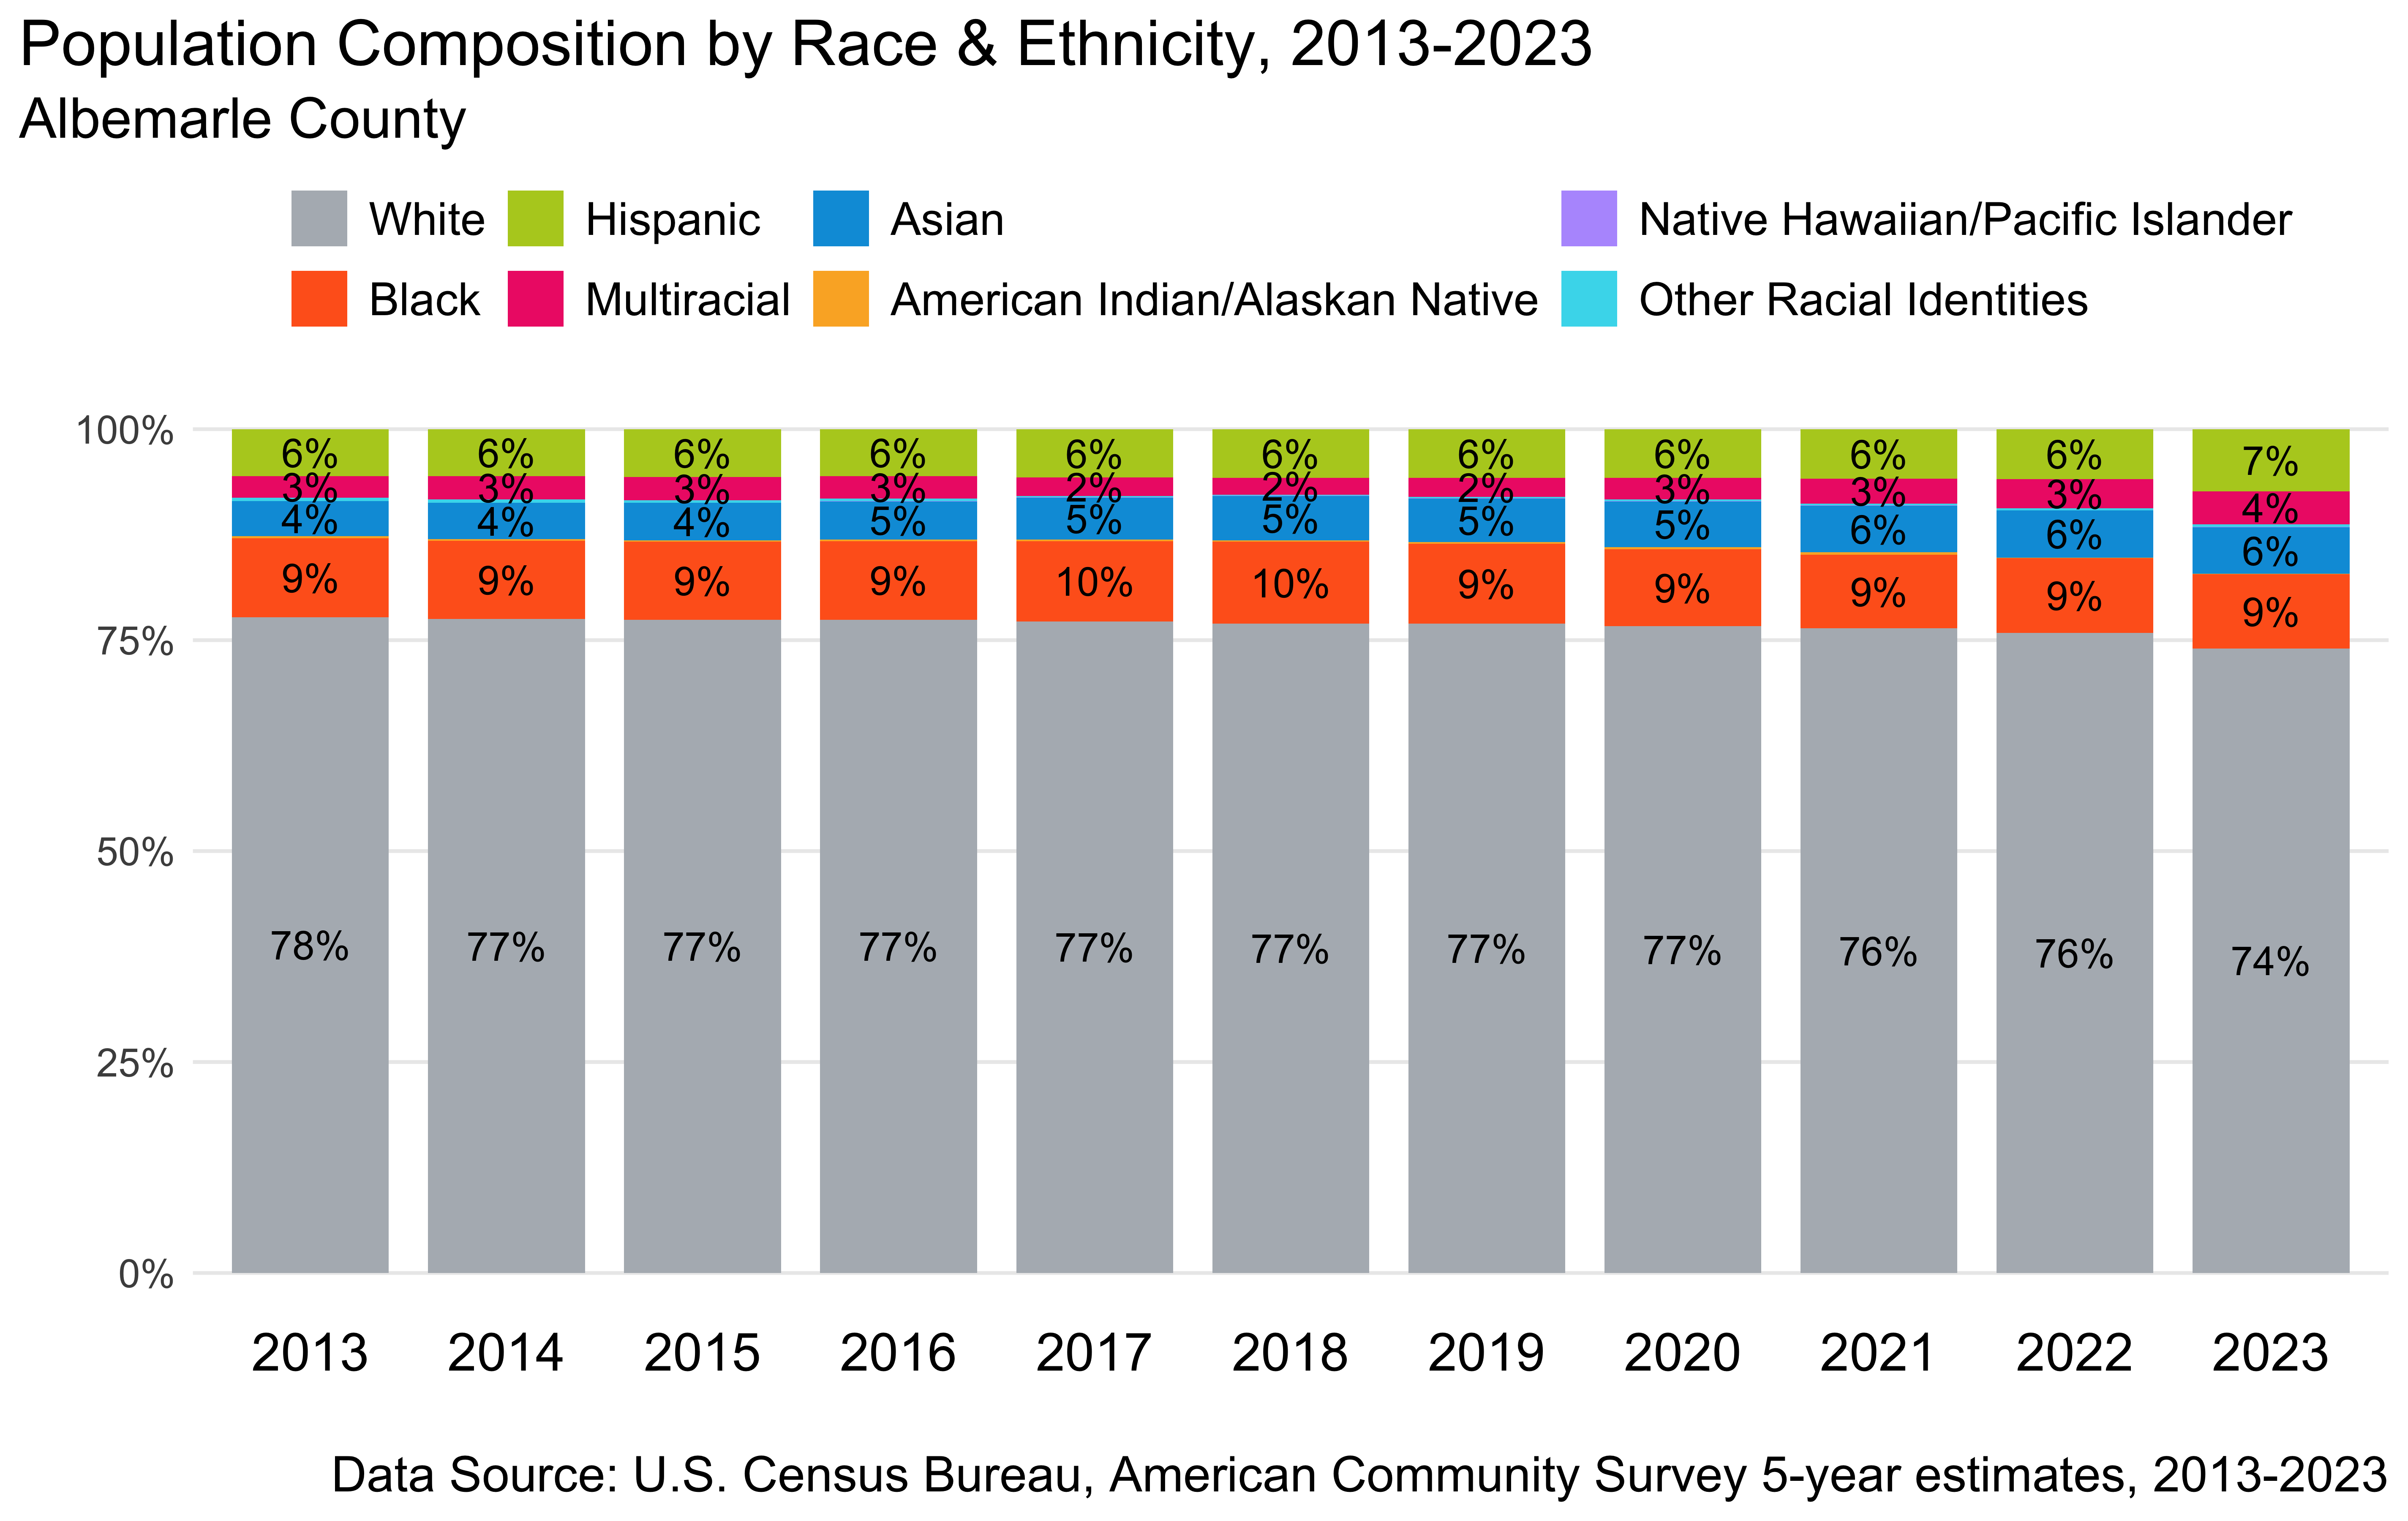 Population Composition by Race & Ethnicity, 2013-2023
Albemarle County
White Hispanic Asian Native Hawaiian/Pacific Islander
Black Multiracial American Indian/Alaskan Native Other Racial Identities
100%
6% 6% 6% 6% 6% 6% 6% 6% 6% 6% 7%
3% 3% 3% 3% 2% 2% 2% 3% 3% 3% 4%
4% 4% 4% 5% 5% 5% 5% 5% 6% 6% 6%
9% 9% 9% 9% 10% 10% 9% 9% 9% 9% 9%
75%
50%
78% 77% 77% 77% 77% 77% 77% 77% 76% 76% 74%
25%
0%
2013 2014 2015 2016 2017 2018 2019 2020 2021 2022 2023
Data Source: U.S. Census Bureau, American Community Survey 5-year estimates, 2013-2023